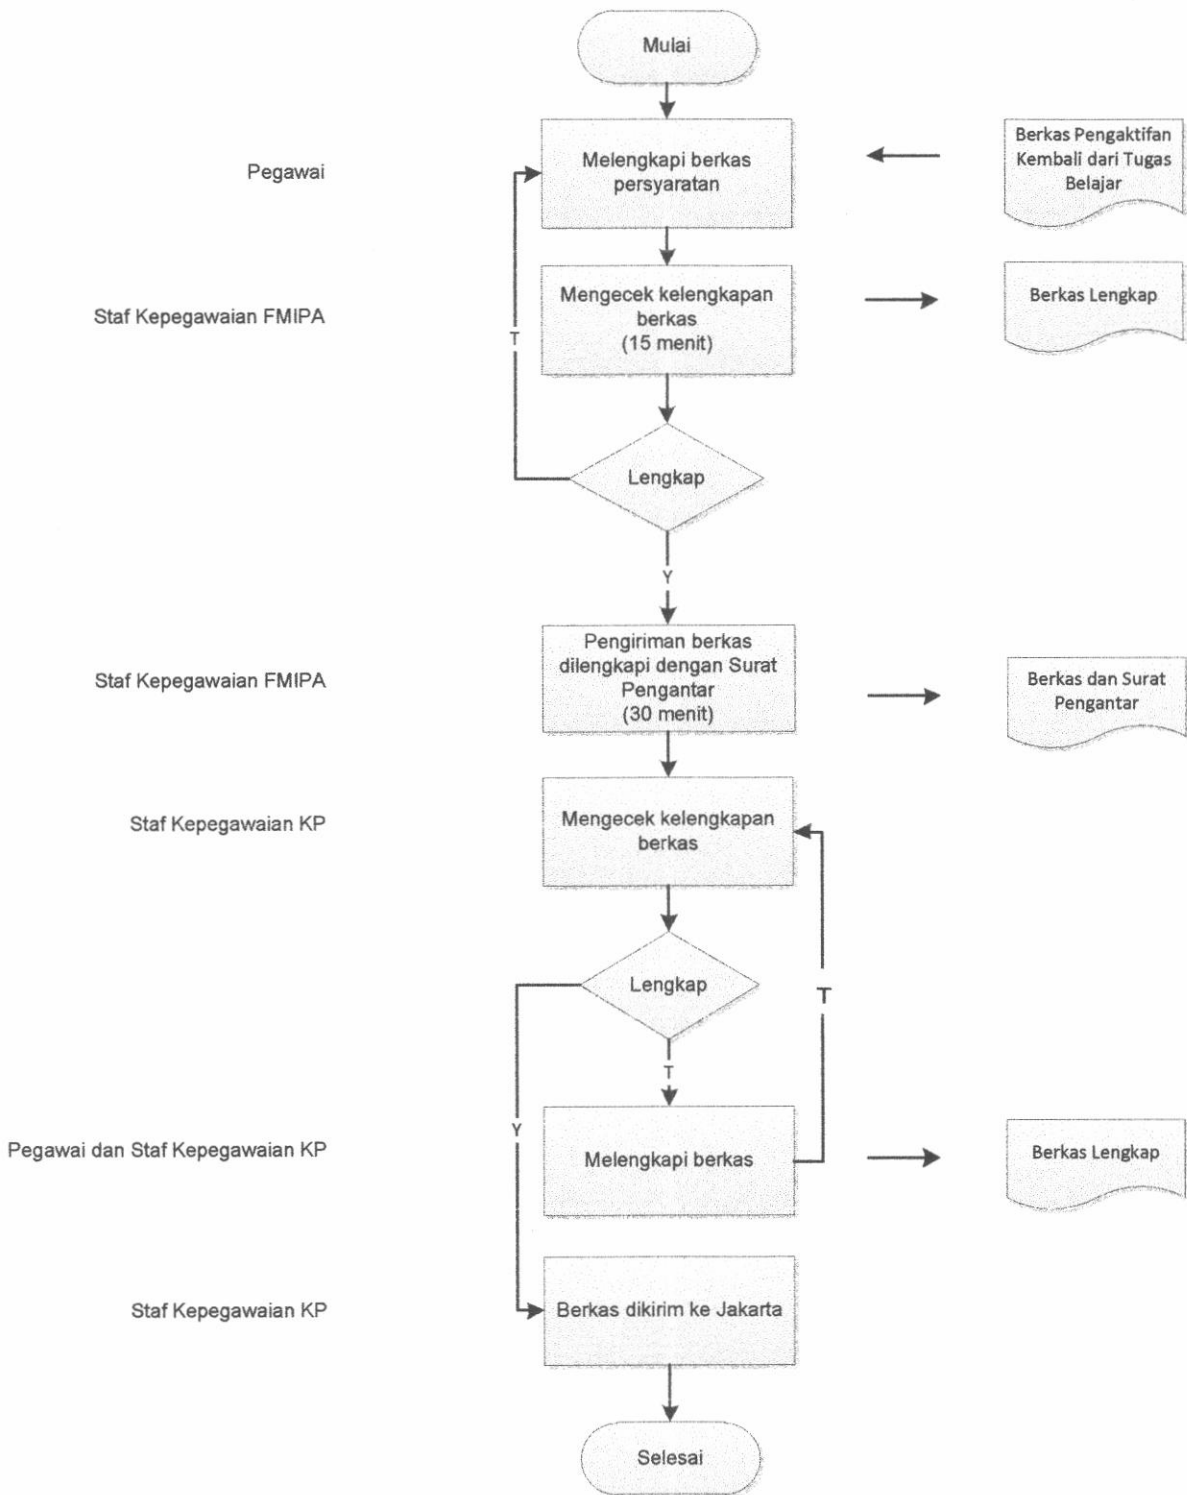 Mulai
Pegawai
Melengkapi berkas
persyaratan
Berkas Pengaktifan
Kembali dari Tugas
Belajar
Staf Kepegawaian FMIPA
Mengecek kelengkapan
berkas
(15 menit)
Berkas Lengkap
T
Lengkap
Y
Staf Kepegawaian FMIPA
Pengiriman berkas
dilengkapi dengan Surat
Pengantar
(30 menit)
Berkas dan Surat
Pengantar
Staf Kepegawaian KP
Mengecek kelengkapan
berkas
Lengkap
T
T
Y
Pegawai dan Staf Kepegawaian KP
Melengkapi berkas
Berkas Lengkap
Staf Kepegawaian KP
Berkas dikirim ke Jakarta
Selesai